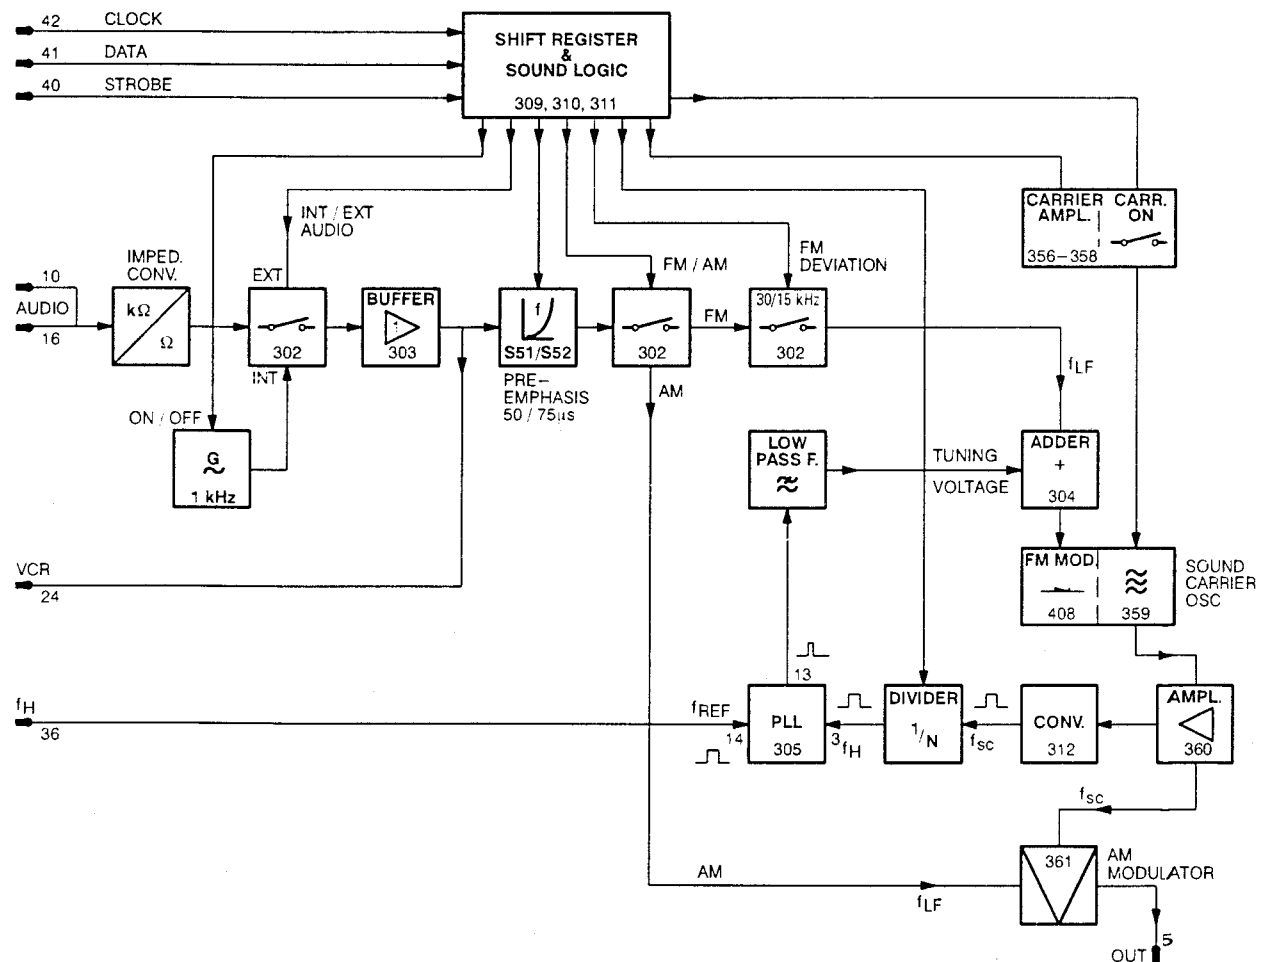 42 CLOCK
41 DATA
40 STROBE
SHIFT REGISTER
&
SOUND LOGIC
309, 310, 311
CARRIER
AMPL.
CARR.
ON
356–358
INT / EXT
AUDIO
IMPED.
CONV.
EXT
FM / AM
FM
DEVIATION
10
AUDIO
16
kΩ
Ω
302
INT
BUFFER
1
303
f
S51/S52
PRE–
EMPHASIS
50 / 75µs
302
FM
AM
30/15 kHz
302
fLF
ON / OFF
G
1 kHz
LOW
PASS F.
TUNING
VOLTAGE
ADDER
+
304
VCR
24
FM MOD.
408
359
SOUND
CARRIER
OSC
13
fH
36
fREF
14
PLL
305
3
fH
DIVIDER
1/N
fsc
CONV.
312
AMPL.
360
fsc
AM
fLF
361
AM
MODULATOR
5
OUT